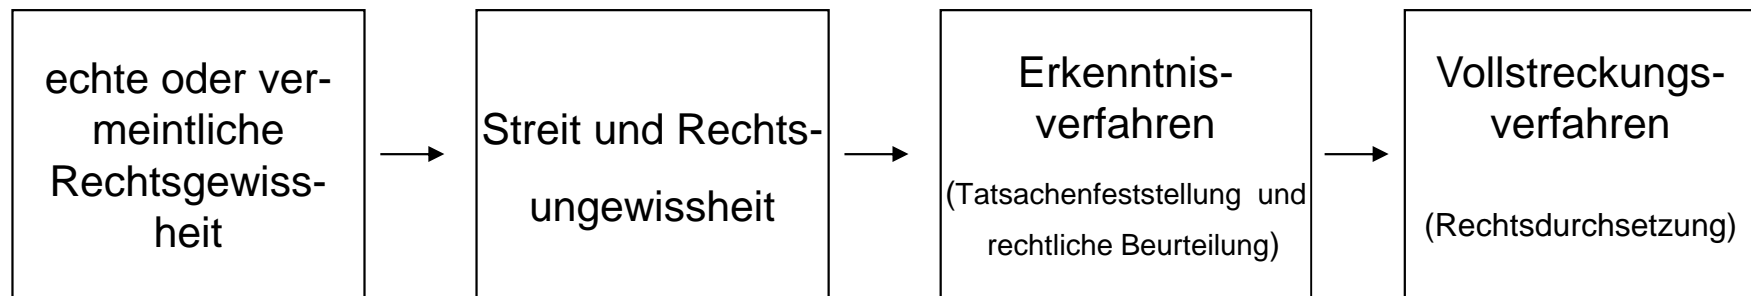 echte oder ver-
meintliche
Rechtsgewiss-
heit
Streit und Rechts-
ungewissheit
Erkenntnis-
verfahren
(Tatsachenfeststellung und
rechtliche Beurteilung)
Vollstreckungs-
verfahren
(Rechtsdurchsetzung)